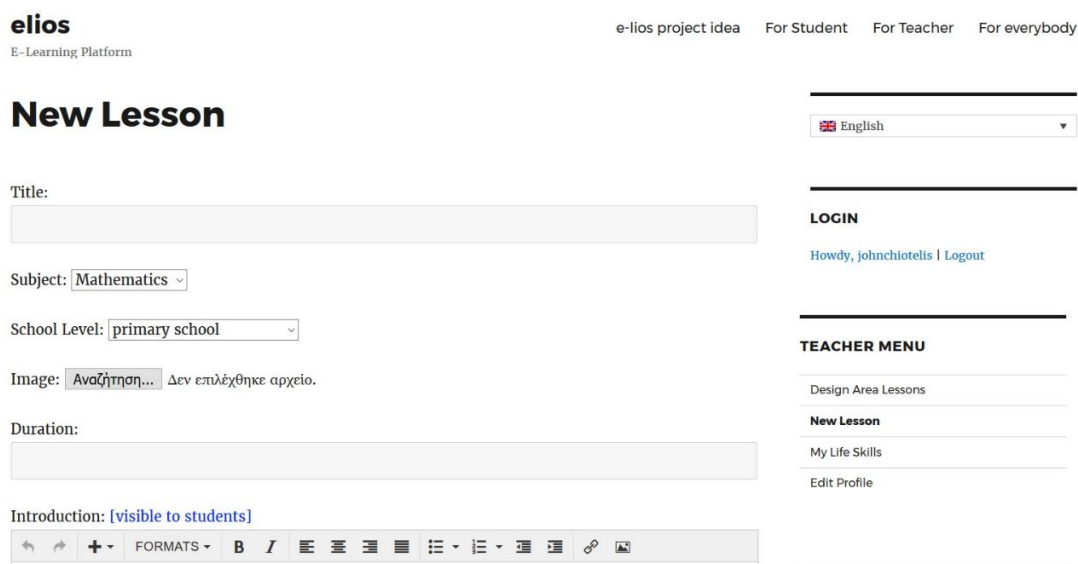 elios
E-Learning Platform
e-lios project idea For Student For Teacher For everybody
New Lesson
Title:
Subject: Mathematics
School Level: primary school
Image: Αναζήτηση... Δεν επιλέχθηκε αρχείο.
Duration:
Introduction: [visible to students]
FORMATS B I
English
LOGIN
Howdy, johnchiotelis | Logout
TEACHER MENU
Design Area Lessons
New Lesson
My Life Skills
Edit Profile